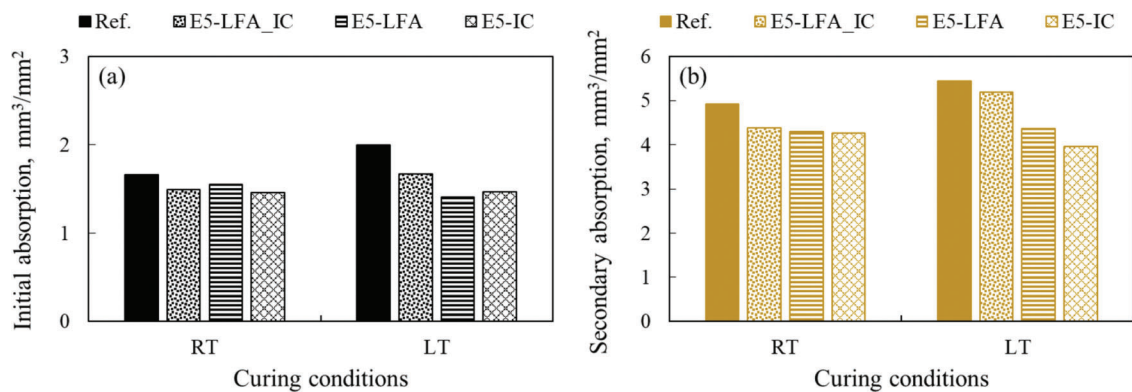 Ref. E5-LFA_IC E5-LFA E5-IC
(a)
Initial absorption, mm³/mm²
3
2
1
0
RT LT
Curing conditions
Ref. E5-LFA_IC E5-LFA E5-IC
(b)
Secondary absorption, mm³/mm²
6
5
4
3
2
1
0
RT LT
Curing conditions